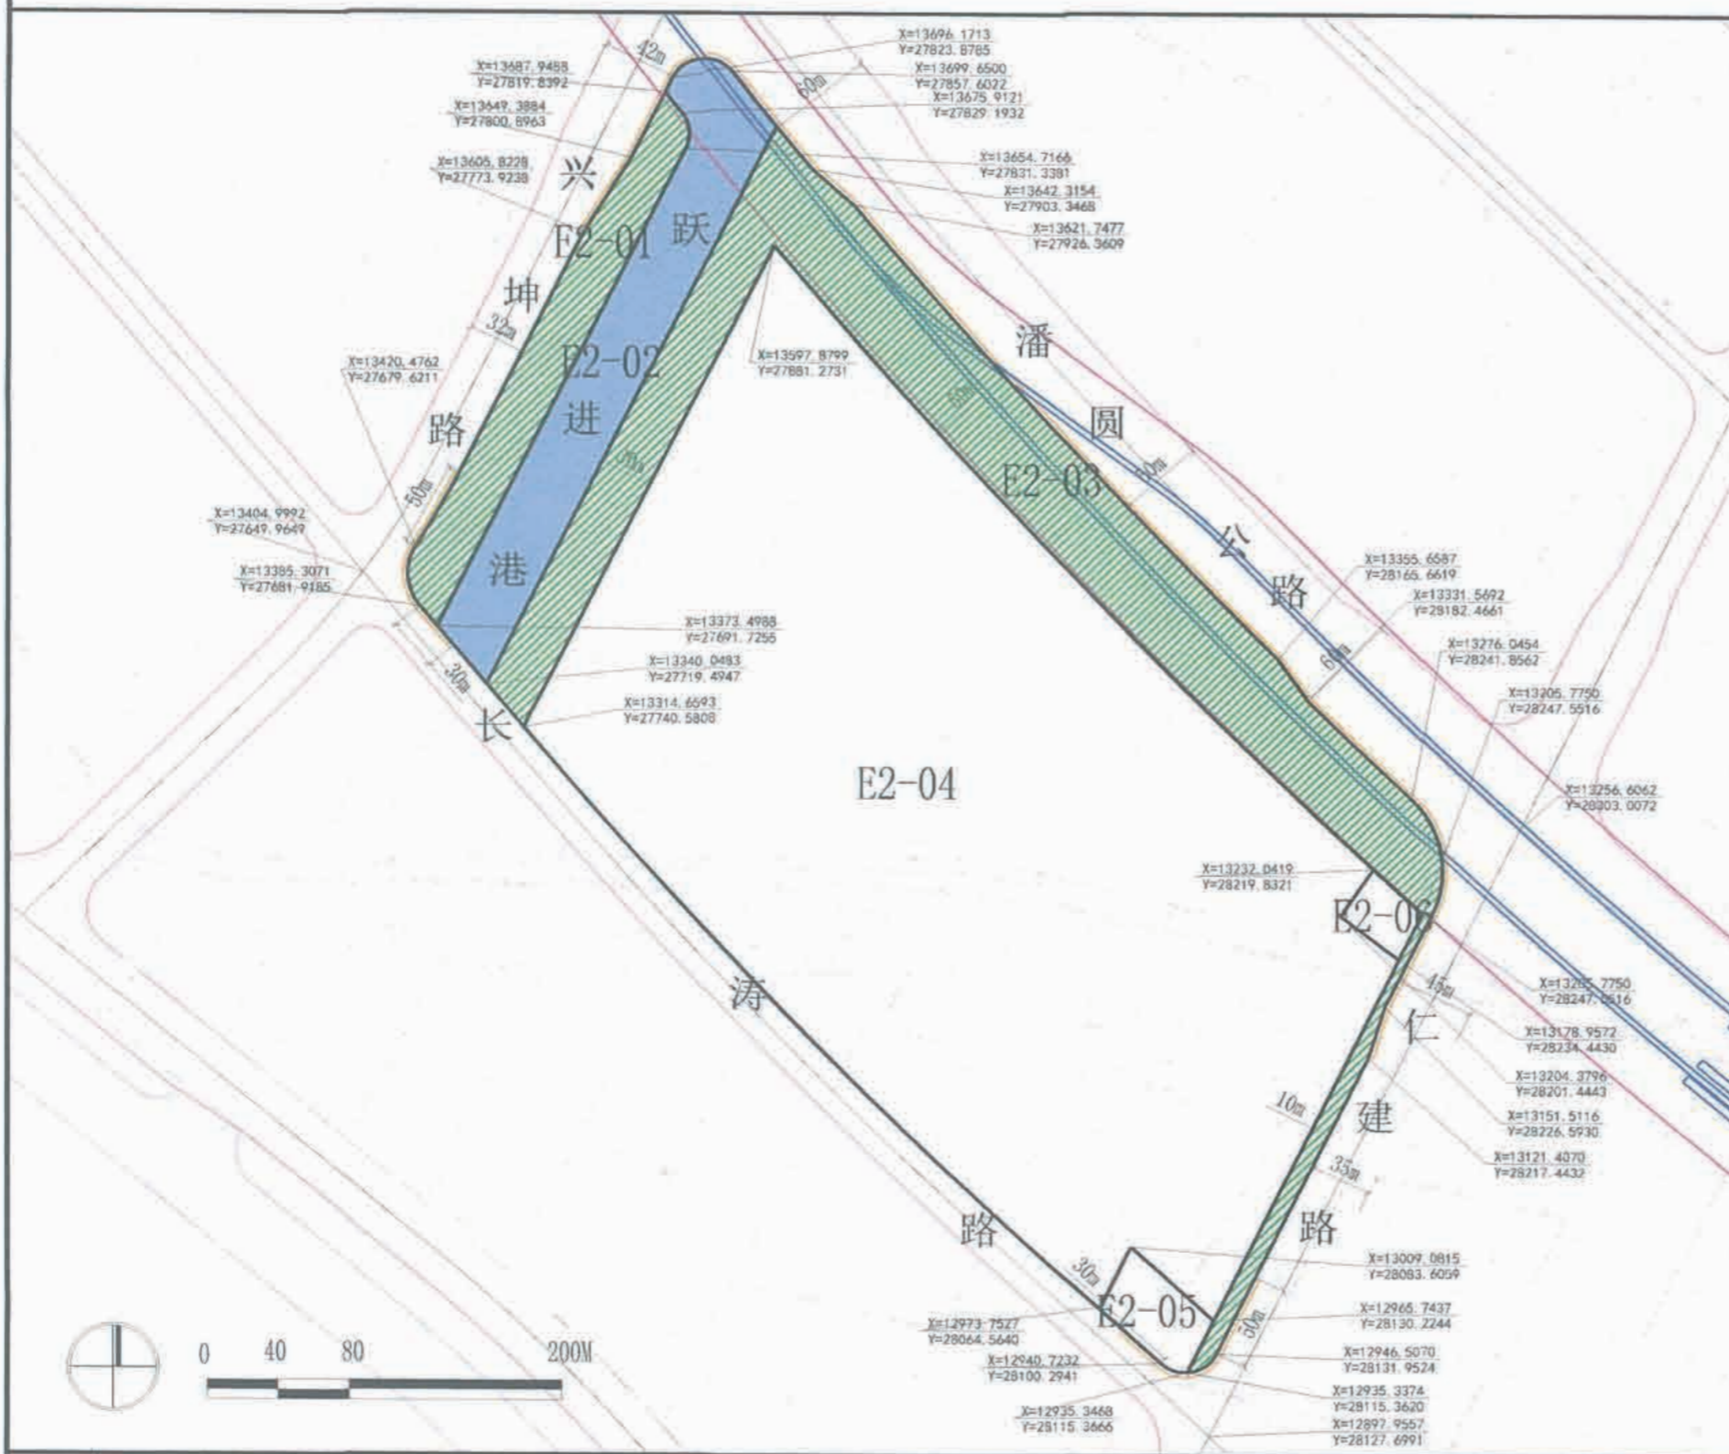 X=13696.1713
Y=27823.8785
42m
X=13687.9488
Y=27819.8392
X=13699.6500
Y=27857.6022
60m
X=13675.9121
Y=27829.1932
X=13649.3884
Y=27800.8963
X=13654.7166
Y=27831.3381
X=13605.8228
Y=27773.9238
兴
X=13642.3154
Y=27903.3468
E2-01
跃
X=13621.7477
Y=27926.3609
坤
32m
潘
E2-02
X=13597.8799
Y=27881.2731
X=13420.4762
Y=27679.6211
进
路
圆
E2-03
50m
X=13404.9992
Y=27649.9649
公
港
X=13385.3071
Y=27681.9185
X=13355.6587
Y=28165.6619
路
X=13331.5692
Y=28182.4661
X=13373.4988
Y=27691.7255
X=13276.0454
Y=28241.8562
60m
30m
X=13340.0483
Y=27719.4947
X=13205.7750
Y=28247.5516
X=13314.6593
Y=27740.5808
长
E2-04
X=13256.6062
Y=28303.0072
X=13232.0419
Y=28219.8321
E2-06
45m
涛
仁
X=13178.9572
Y=28234.4430
X=13204.3796
Y=28201.4443
10m
建
X=13151.5116
Y=28226.5930
X=13121.4070
Y=28217.4432
35m
路
路
30m
X=13009.0815
Y=28083.6059
E2-05
X=12973.7527
Y=28064.5640
X=12965.7437
Y=28130.2244
50m
X=12940.7232
Y=28100.2941
X=12946.5070
Y=28131.9524
X=12935.3374
Y=28115.3620
X=12935.3468
Y=28115.3666
X=12897.9557
Y=28127.6991
0 40 80 200M